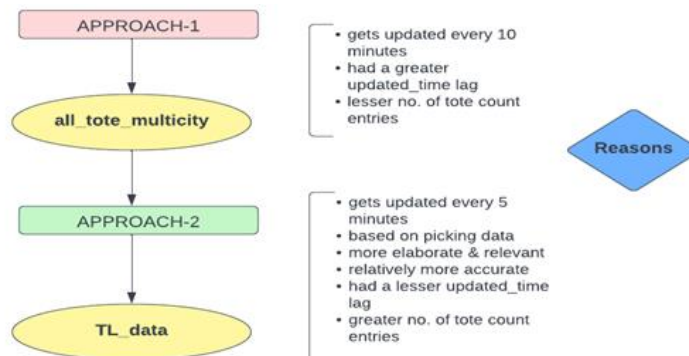 APPROACH-1
• gets updated every 10
minutes
• had a greater
updated_time lag
• lesser no. of tote count
entries
all_tote_multicity
Reasons
APPROACH-2
• gets updated every 5
minutes
• based on picking data
• more elaborate & relevant
• relatively more accurate
• had a lesser updated_time
lag
• greater no. of tote count
entries
TL_data